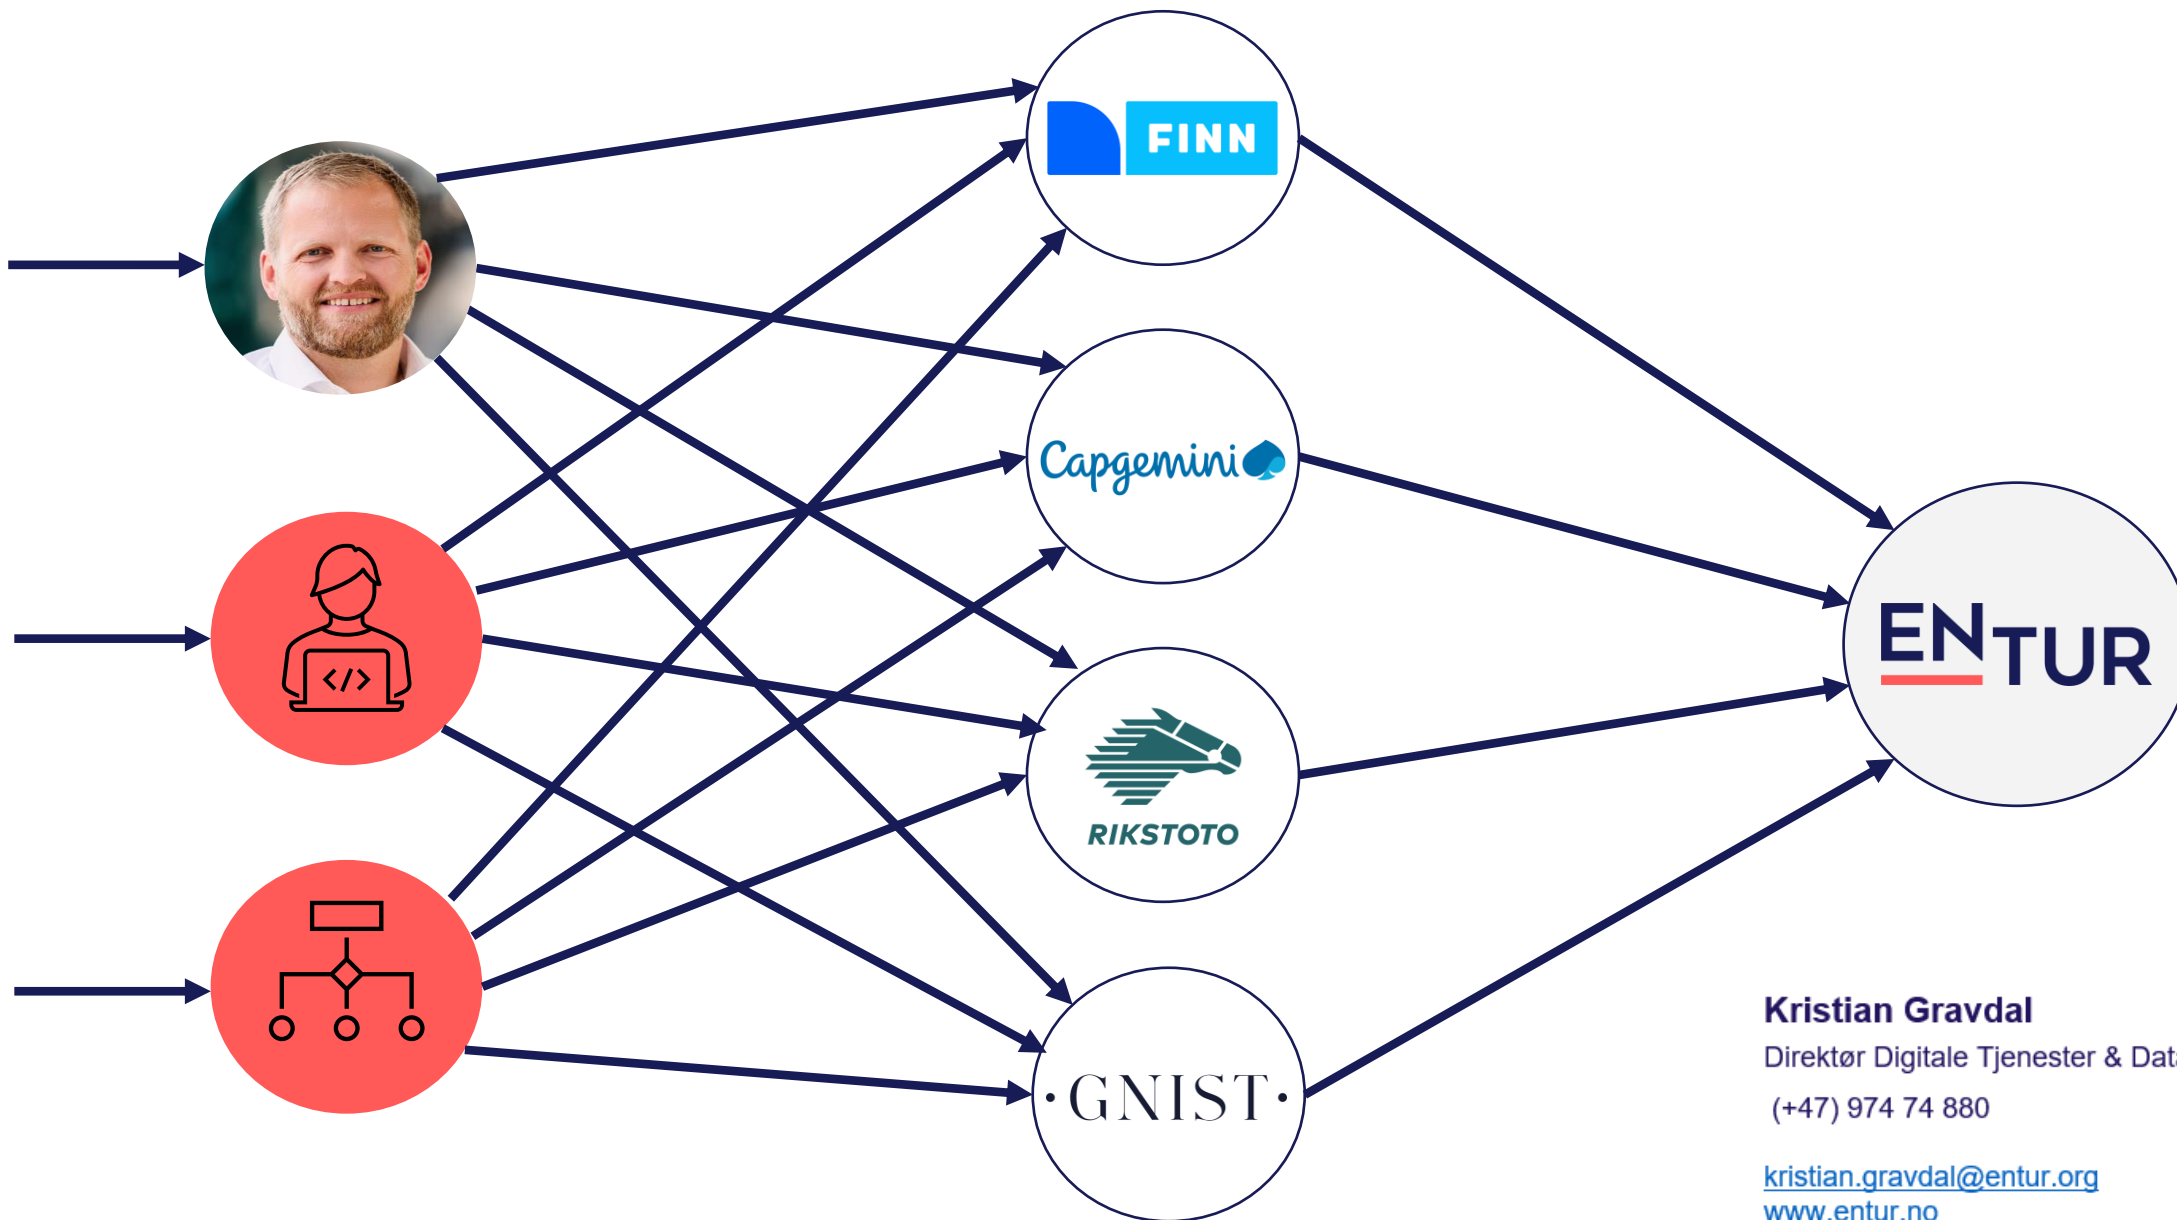 FINN
Capgemini
ENTUR
RIKSTOTO
</>
·GNIST·
Kristian Gravdal
Direktør Digitale Tjenester & Data
(+47) 974 74 880
kristian.gravdal@entur.org
www.entur.no